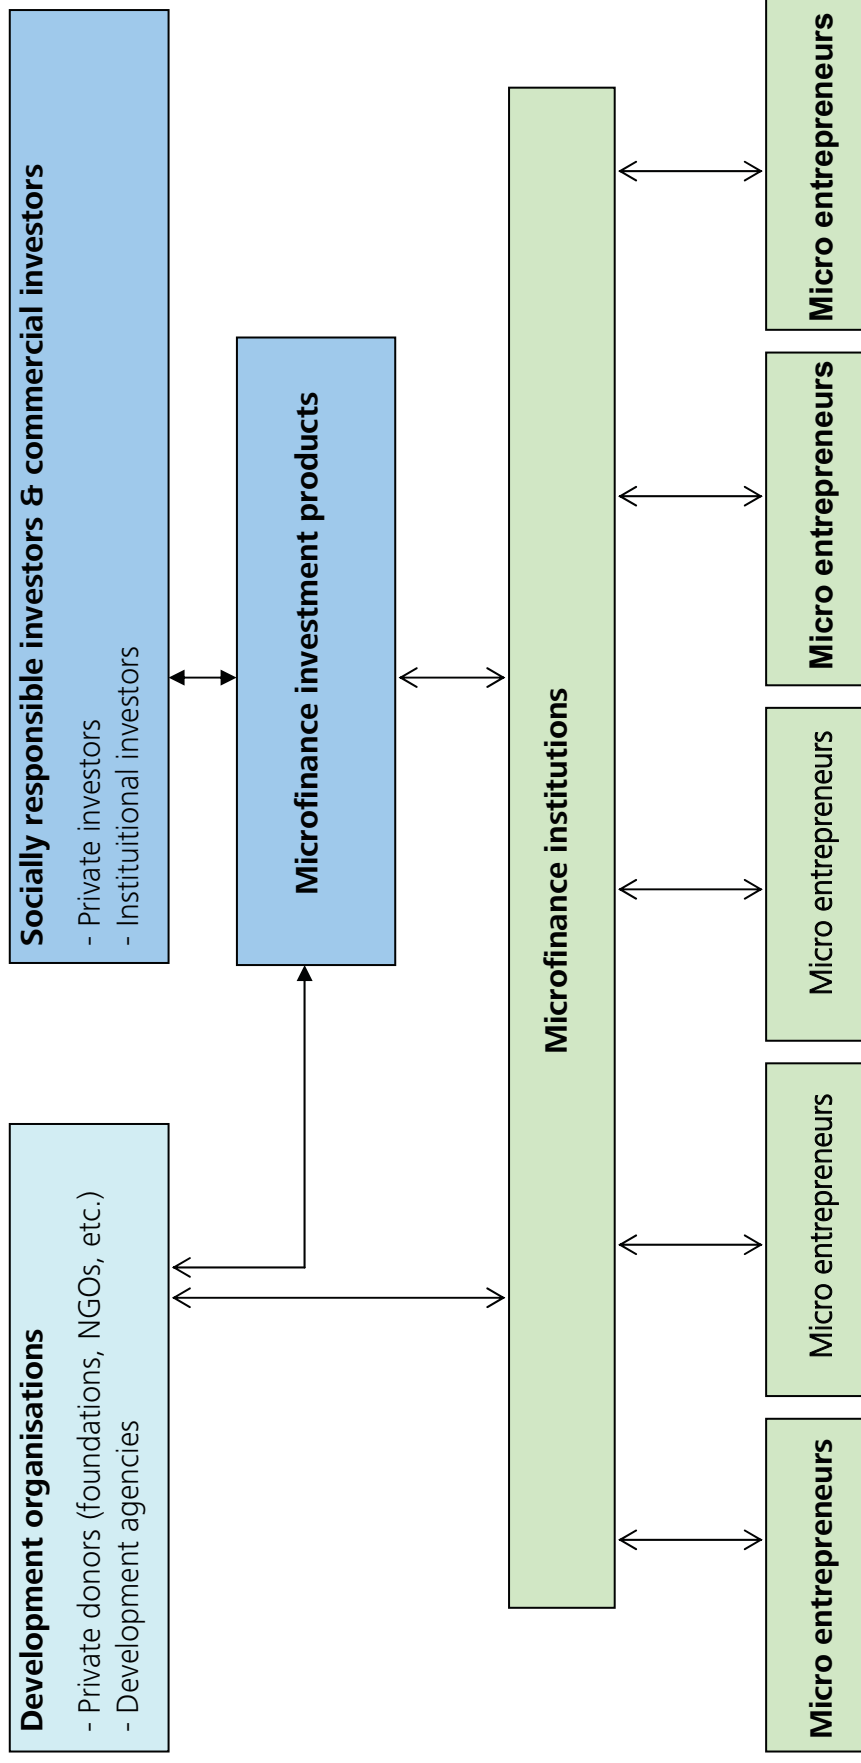 Development organisations
- Private donors (foundations, NGOs, etc.)
- Development agencies
Socially responsible investors & commercial investors
- Private investors
- Instituitional investors
Microfinance investment products
Microfinance institutions
Micro entrepreneurs
Micro entrepreneurs
Micro entrepreneurs
Micro entrepreneurs
Micro entrepreneurs